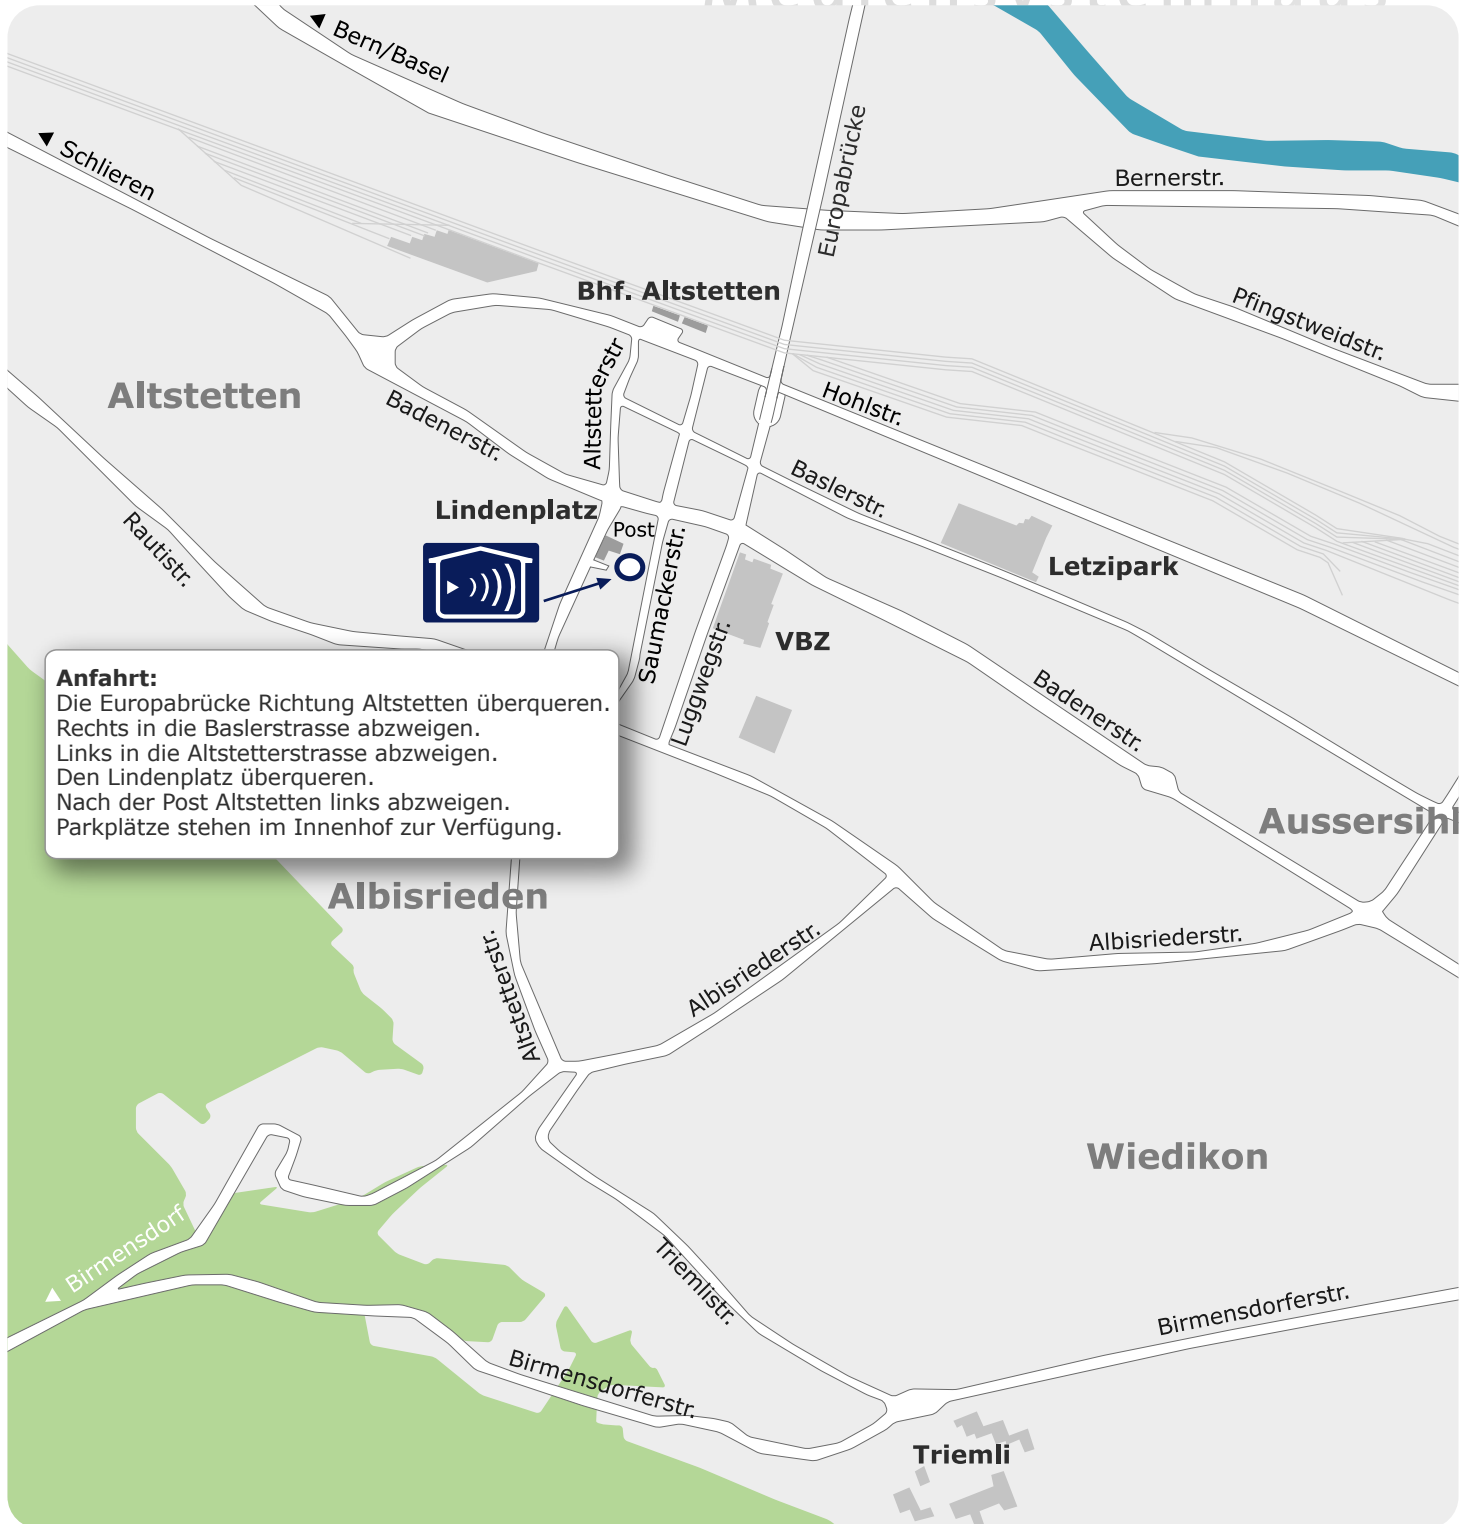 Bern/Basel
Schlieren
Europabrücke
Bernerstr.
Pfingstweidstr.
Bhf. Altstetten
Altstetten
Altstetterstr
Hohlstr.
Badenerstr.
Baslerstr.
Lindenplatz
Post
Rautistr.
Saumackerstr.
Letzipark
VBZ
Luggwegstr.
Badenerstr.
Anfahrt:
Die Europabrücke Richtung Altstetten überqueren.
Rechts in die Baslerstrasse abzweigen.
Links in die Altstetterstrasse abzweigen.
Den Lindenplatz überqueren.
Nach der Post Altstetten links abzweigen.
Parkplätze stehen im Innenhof zur Verfügung.
Aussersihl
Albisrieden
Altstetterstr.
Albisriederstr.
Albisriederstr.
Wiedikon
Birmensdorf
Triemlistr.
Birmensdorferstr.
Birmensdorferstr.
Triemli